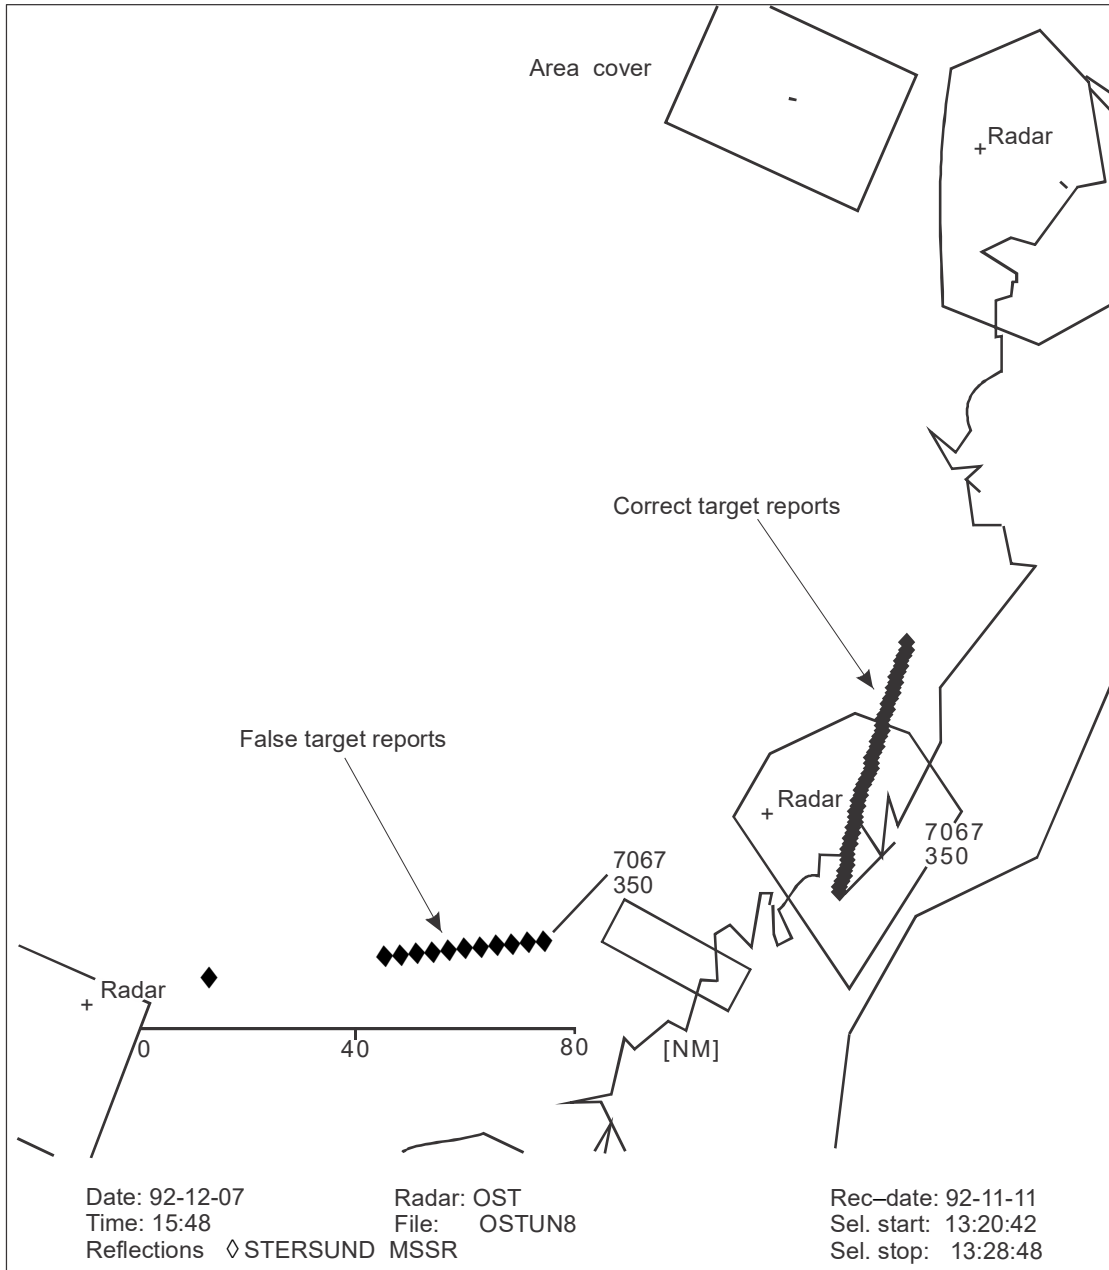 Area cover
Radar
Correct target reports
False target reports
Radar
7067
350
7067
350
Radar
0 40 80 [NM]
Date: 92-12-07 Radar: OST Rec–date: 92-11-11
Time: 15:48 File: OSTUN8 Sel. start: 13:20:42
Reflections ◊ STERSUND MSSR Sel. stop: 13:28:48